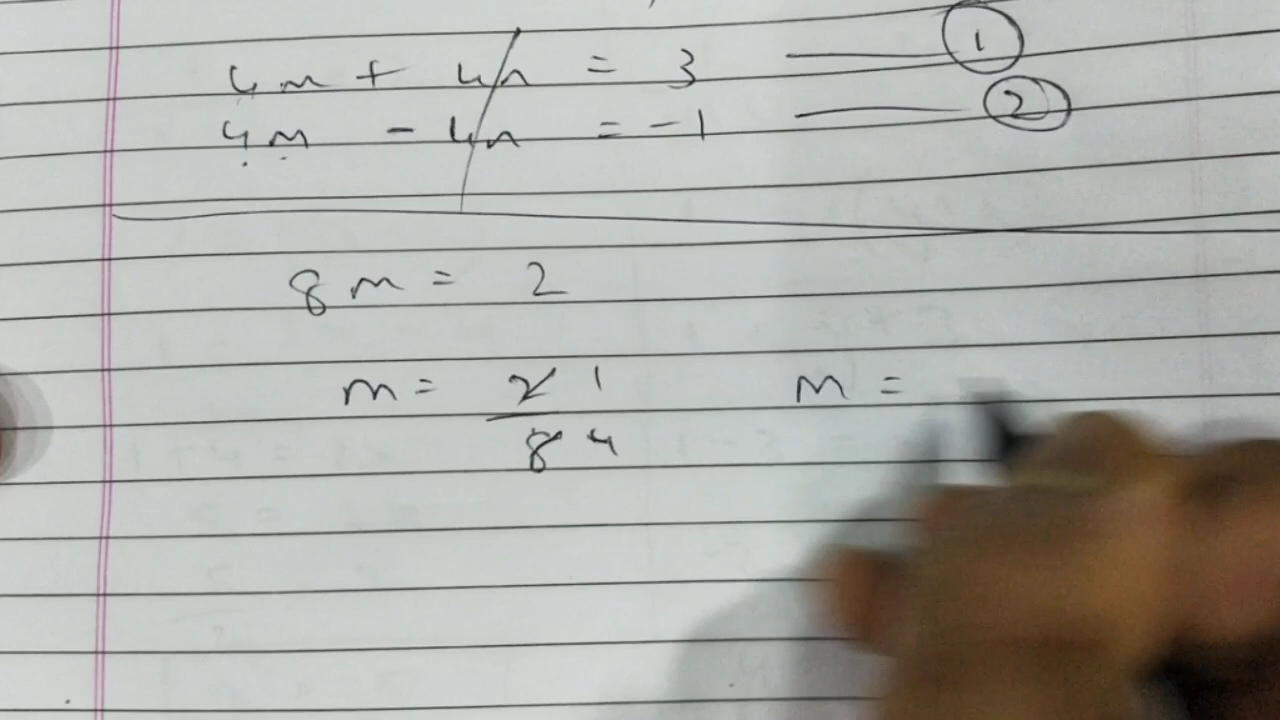 4m + 4n = 3 ——— ①
4m - 4n = -1 ——— ②
8m = 2
m = 2/8 1/4 m =